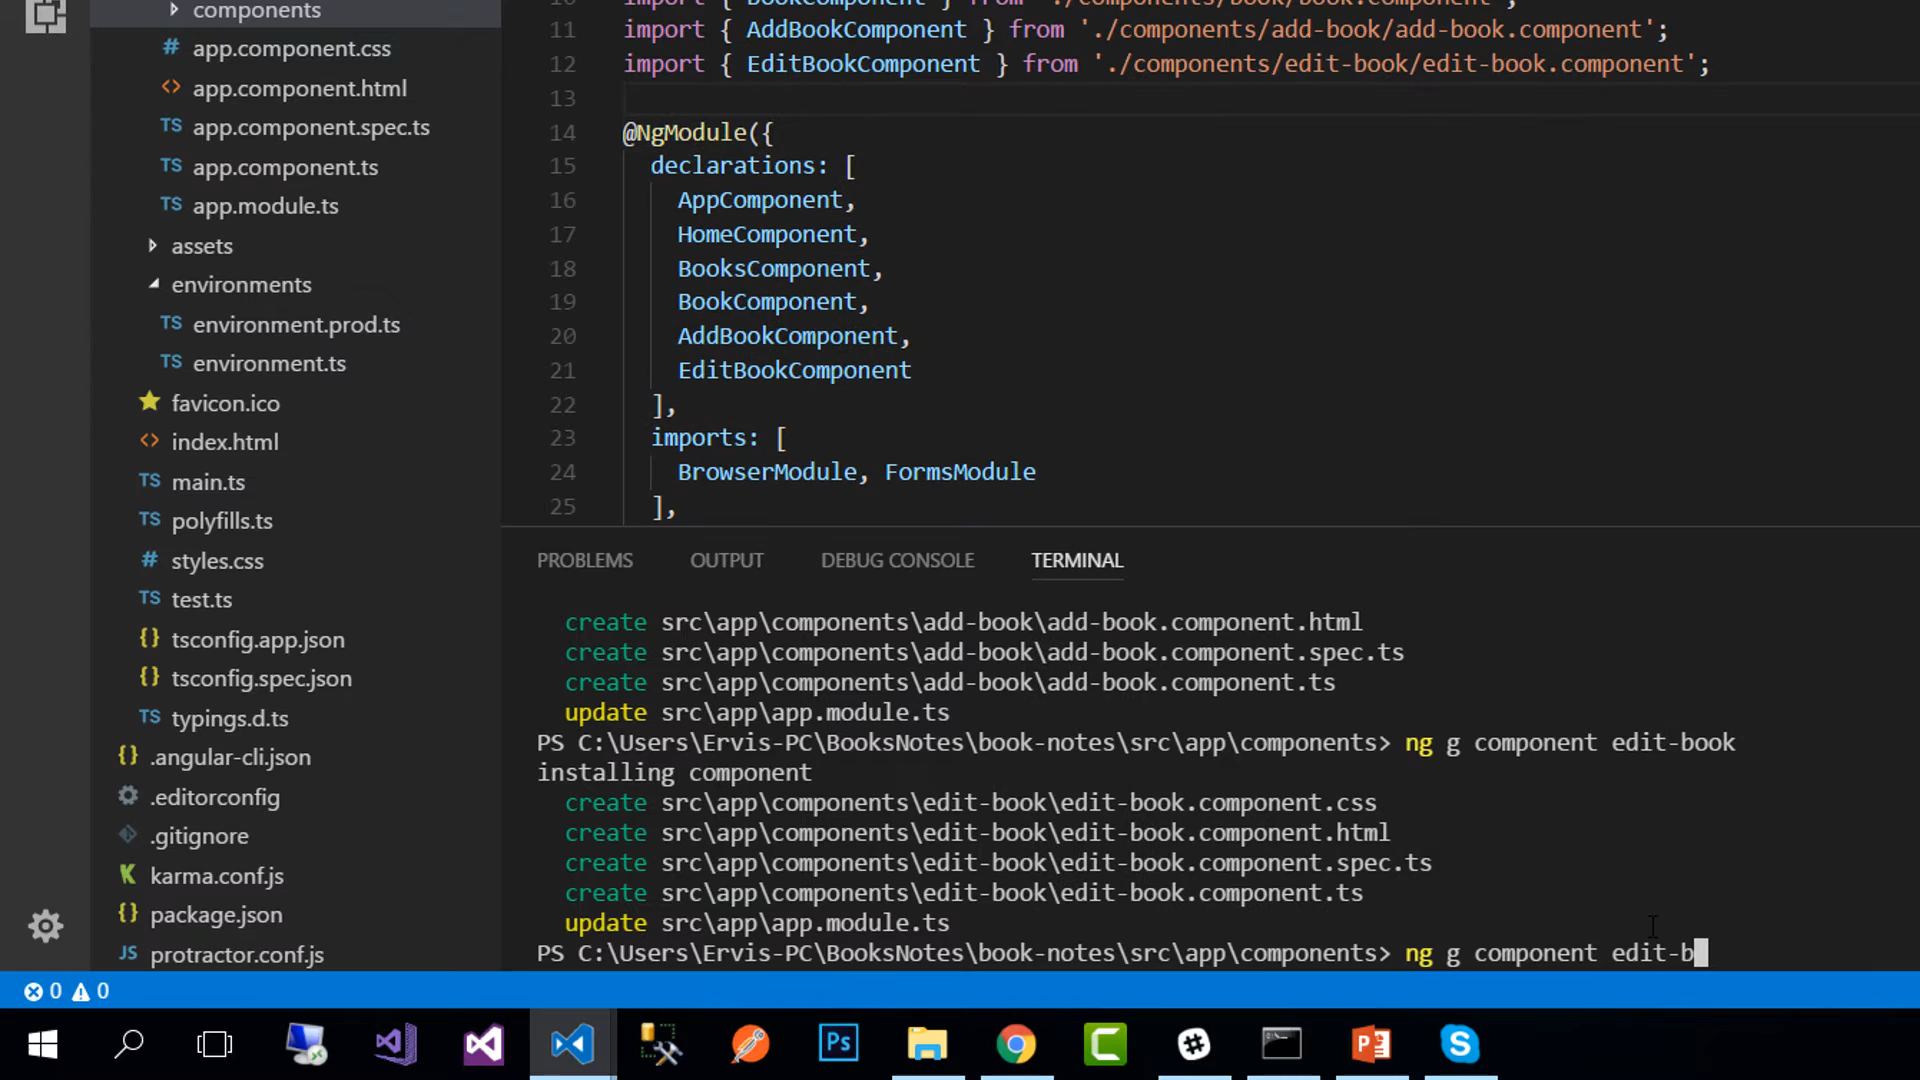 components
app.component.css
app.component.html
app.component.spec.ts
app.component.ts
app.module.ts
assets
environments
environment.prod.ts
environment.ts
favicon.ico
index.html
main.ts
polyfills.ts
styles.css
test.ts
tsconfig.app.json
tsconfig.spec.json
typings.d.ts
.angular-cli.json
.editorconfig
.gitignore
karma.conf.js
package.json
protractor.conf.js
10 import { BookComponent } from './components/book/book.component';
11 import { AddBookComponent } from './components/add-book/add-book.component';
12 import { EditBookComponent } from './components/edit-book/edit-book.component';
13
14 @NgModule({
15 declarations: [
16 AppComponent,
17 HomeComponent,
18 BooksComponent,
19 BookComponent,
20 AddBookComponent,
21 EditBookComponent
22 ],
23 imports: [
24 BrowserModule, FormsModule
25 ],
PROBLEMS OUTPUT DEBUG CONSOLE TERMINAL
create src\app\components\add-book\add-book.component.html
create src\app\components\add-book\add-book.component.spec.ts
create src\app\components\add-book\add-book.component.ts
update src\app\app.module.ts
PS C:\Users\Ervis-PC\BooksNotes\book-notes\src\app\components> ng g component edit-book
installing component
create src\app\components\edit-book\edit-book.component.css
create src\app\components\edit-book\edit-book.component.html
create src\app\components\edit-book\edit-book.component.spec.ts
create src\app\components\edit-book\edit-book.component.ts
update src\app\app.module.ts
PS C:\Users\Ervis-PC\BooksNotes\book-notes\src\app\components> ng g component edit-b
0 0